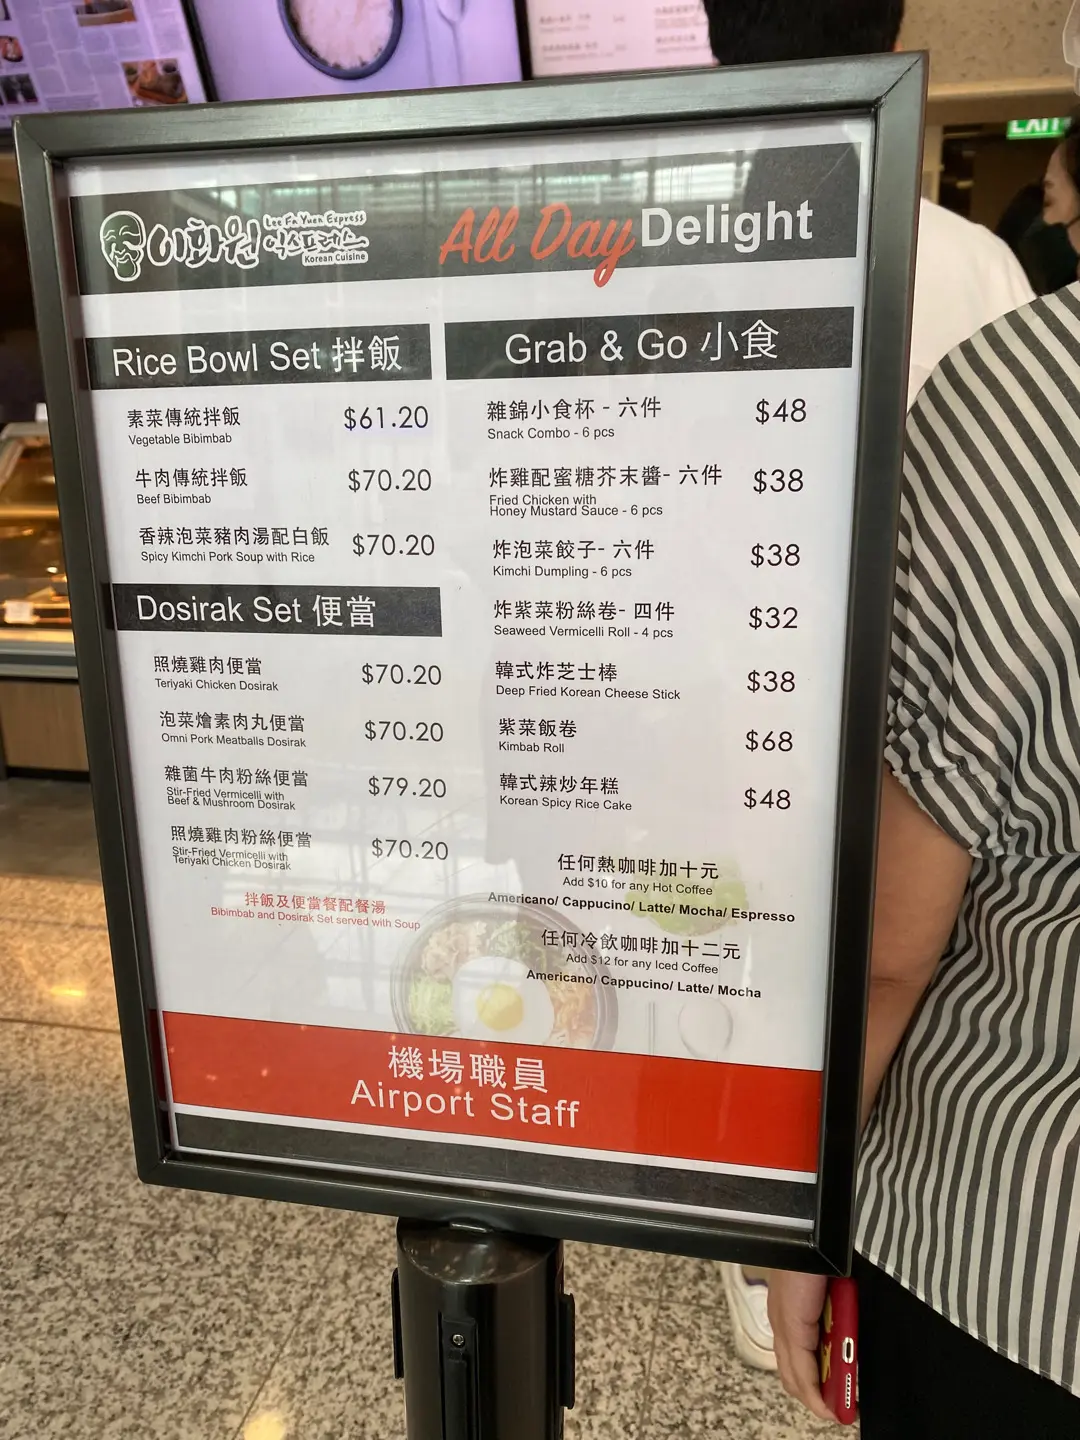 EXIT
이화원
Lee Fa Yuen Express
익스프레스
Korean Cuisine
All Day Delight
Rice Bowl Set 拌飯
素菜傳統拌飯 $61.20
Vegetable Bibimbab
牛肉傳統拌飯 $70.20
Beef Bibimbab
香辣泡菜豬肉湯配白飯 $70.20
Spicy Kimchi Pork Soup with Rice
Dosirak Set 便當
照燒雞肉便當 $70.20
Teriyaki Chicken Dosirak
泡菜燴素肉丸便當 $70.20
Omni Pork Meatballs Dosirak
雜菌牛肉粉絲便當 $79.20
Stir-Fried Vermicelli with
Beef & Mushroom Dosirak
照燒雞肉粉絲便當 $70.20
Stir-Fried Vermicelli with
Teriyaki Chicken Dosirak
拌飯及便當餐配餐湯
Bibimbab and Dosirak Set served with Soup
Grab & Go 小食
雜錦小食杯 - 六件 $48
Snack Combo - 6 pcs
炸雞配蜜糖芥末醬- 六件 $38
Fried Chicken with
Honey Mustard Sauce - 6 pcs
炸泡菜餃子- 六件 $38
Kimchi Dumpling - 6 pcs
炸紫菜粉絲卷- 四件 $32
Seaweed Vermicelli Roll - 4 pcs
韓式炸芝士棒 $38
Deep Fried Korean Cheese Stick
紫菜飯卷 $68
Kimbab Roll
韓式辣炒年糕 $48
Korean Spicy Rice Cake
任何熱咖啡加十元
Add $10 for any Hot Coffee
Americano/ Cappucino/ Latte/ Mocha/ Espresso
任何冷飲咖啡加十二元
Add $12 for any Iced Coffee
Americano/ Cappucino/ Latte/ Mocha
機場職員
Airport Staff